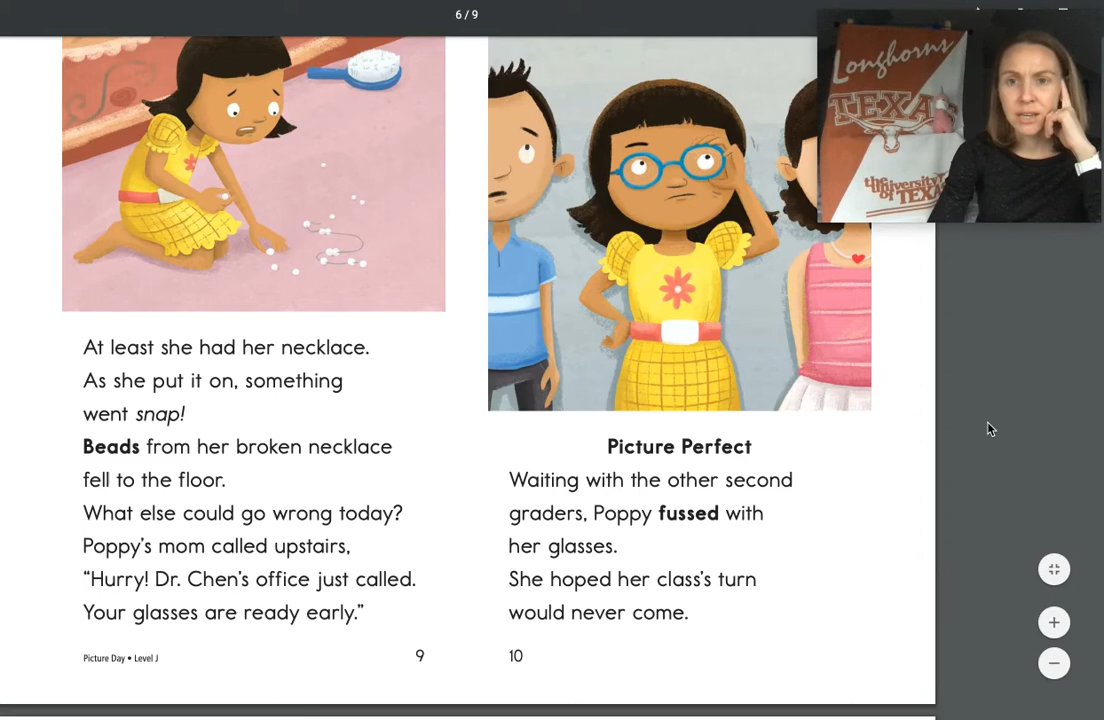 6 / 9
Longhorns
TEXA
the University
of TEXA
At least she had her necklace.
As she put it on, something
went snap!
Beads from her broken necklace
fell to the floor.
What else could go wrong today?
Poppy's mom called upstairs,
"Hurry! Dr. Chen's office just called.
Your glasses are ready early."
Picture Day • Level J
9
Picture Perfect
Waiting with the other second
graders, Poppy fussed with
her glasses.
She hoped her class's turn
would never come.
10